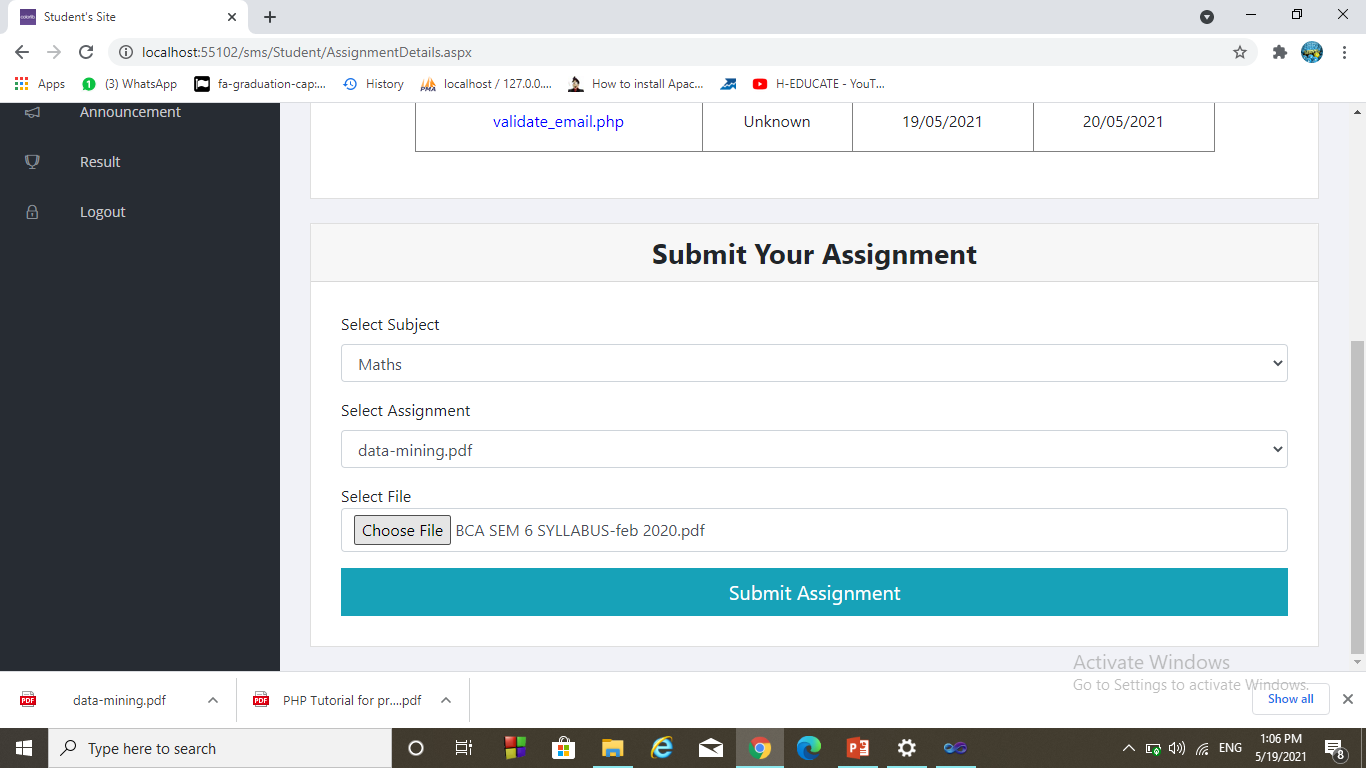 Student's Site
localhost:55102/sms/Student/AssignmentDetails.aspx
Apps (3) WhatsApp fa-graduation-cap:... History localhost / 127.0.0.... How to install Apac... H-EDUCATE - YouT...
Announcement
validate_email.php Unknown 19/05/2021 20/05/2021
Result
Logout
Submit Your Assignment
Select Subject
Maths
Select Assignment
data-mining.pdf
Select File
Choose File BCA SEM 6 SYLLABUS-feb 2020.pdf
Submit Assignment
Activate Windows
Go to Settings to activate Windows.
data-mining.pdf PHP Tutorial for pr....pdf Show all
Type here to search
ENG 1:06 PM
5/19/2021 8